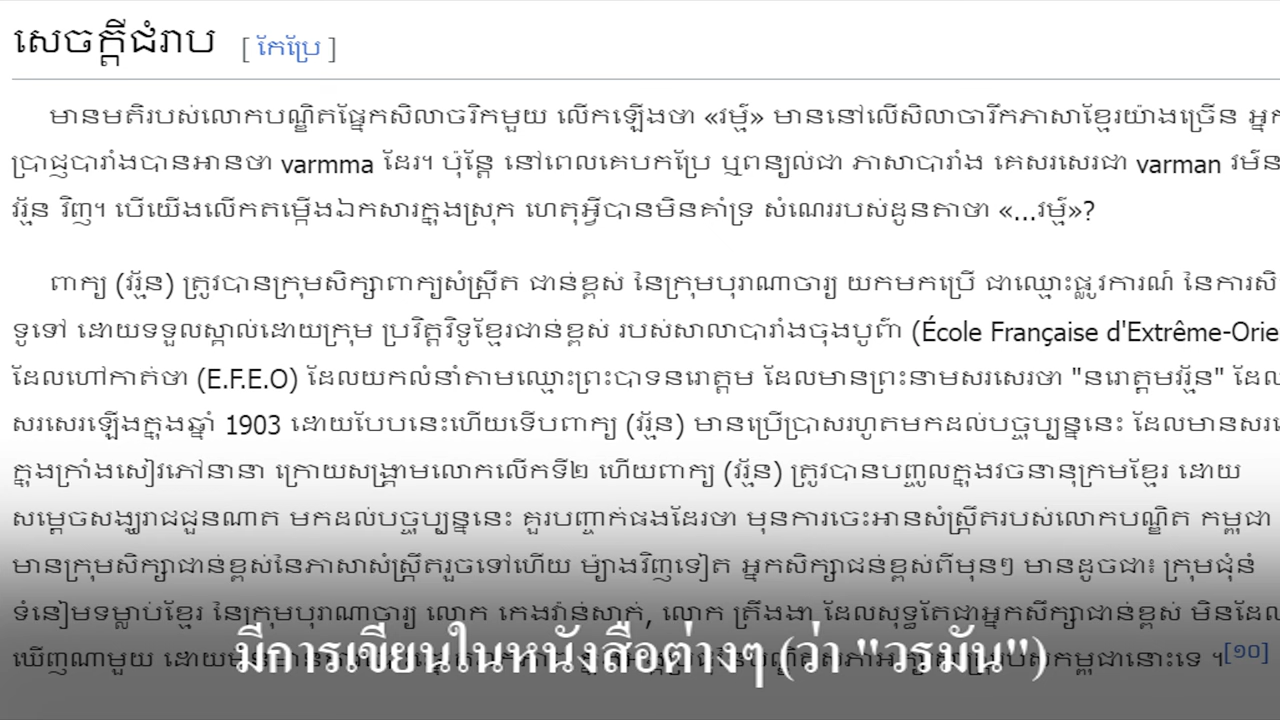 សេចក្ដីជំរាប [កែប្រែ]
មានមតិរបស់លោកបណ្ឌិតផ្នែកសិលាចរិកមួយ លើកឡើងថា «វម៌្ម» មាននៅលើសិលាចារឹកភាសាខ្មែរយ៉ាងច្រើន
ប្រាជ្ញបារាំងបានអានថា varmma ដែរ។ ប៉ុន្តែ នៅពេលគេបកប្រែ ឬពន្យល់ជា ភាសាបារាំង គេសរសេរជា varman
វរ្ម័ន វិញ។ បើយើងលើកតម្កើងឯកសារក្នុងស្រុក ហេតុអ្វីបានមិនគាំទ្រ សំណេររបស់ដូនតាថា «...វម៌្ម»?
ពាក្យ (វរ្ម័ន) ត្រូវបានក្រុមសិក្សាពាក្យសំស្ក្រឹត ជាន់ខ្ពស់ នៃក្រុមបុរាណាចារ្យ យកមកប្រើ ជាឈ្មោះផ្លូវការណ៍ នៃការ
ទូទៅ ដោយទទួលស្គាល់ដោយក្រុម ប្រវិត្តវិទូខ្មែរជាន់ខ្ពស់ របស់សាលាបារាំងចុងបូព៌ា (École Française d'Extrême-Orie
ដែលហៅកាត់ថា (E.F.E.O) ដែលយកលំនាំតាមឈ្មោះព្រះបាទនរោត្តម ដែលមានព្រះនាមសរសេរថា "នរោត្តមវរ្ម័ន"
សរសេរឡើងក្នុងឆ្នាំ 1903 ដោយបែបនេះហើយទើបពាក្យ (វរ្ម័ន) មានប្រើប្រាសរហូតមកដល់បច្ចុប្បន្ននេះ ដែលមាន
ក្នុងក្រាំងសៀវភៅនានា ក្រោយសង្គ្រាមលោកលើកទី២ ហើយពាក្យ (វរ្ម័ន) ត្រូវបានបញ្ចូលក្នុងវចនានុក្រមខ្មែរ ដោយ
សម្ដេចសង្ឃរាជជួនណាត មកដល់បច្ចុប្បន្ននេះ គួរបញ្ជាក់ផងដែរថា មុនការចេះអានសំស្ក្រឹតរបស់លោកបណ្ឌិត កម្ពុជា
មានក្រុមសិក្សាជាន់ខ្ពស់នៃភាសាសំស្ក្រឹតរួចទៅហើយ ម៉្យាងវិញទៀត អ្នកសិក្សាជន់ខ្ពស់ពីមុនៗ មានដូចជា៖ ក្រុមជុំនំ
ទំនៀមទម្លាប់ខ្មែរ នៃក្រុមបុរាណាចារ្យ លោក កេងវ៉ាន់សាក់, លោក ត្រឹងងា ដែលសុទ្ធតែជាអ្នកសឹក្សាជាន់ខ្ពស់ មិនដែល
ឃើញណាមួយ [១០]
มีการเขียนในหนังสือต่างๆ (ว่า "วรมัน")